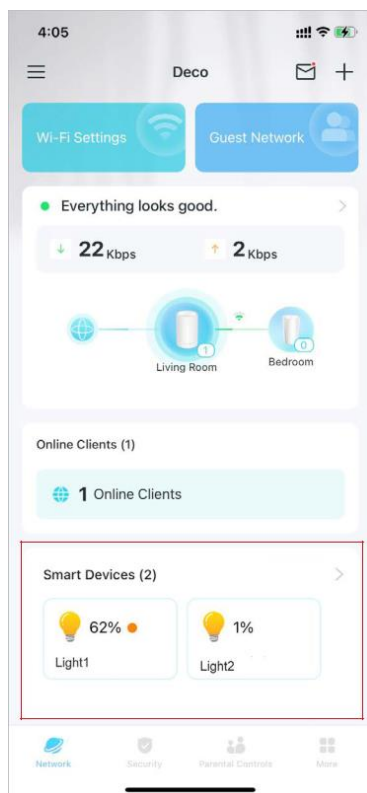 4:05
Deco
Wi-Fi Settings
Guest Network
Everything looks good.
22 Kbps
2 Kbps
1
0
Living Room
Bedroom
Online Clients (1)
1 Online Clients
Smart Devices (2)
62%
1%
Light1
Light2
Network
Security
Parental Controls
More